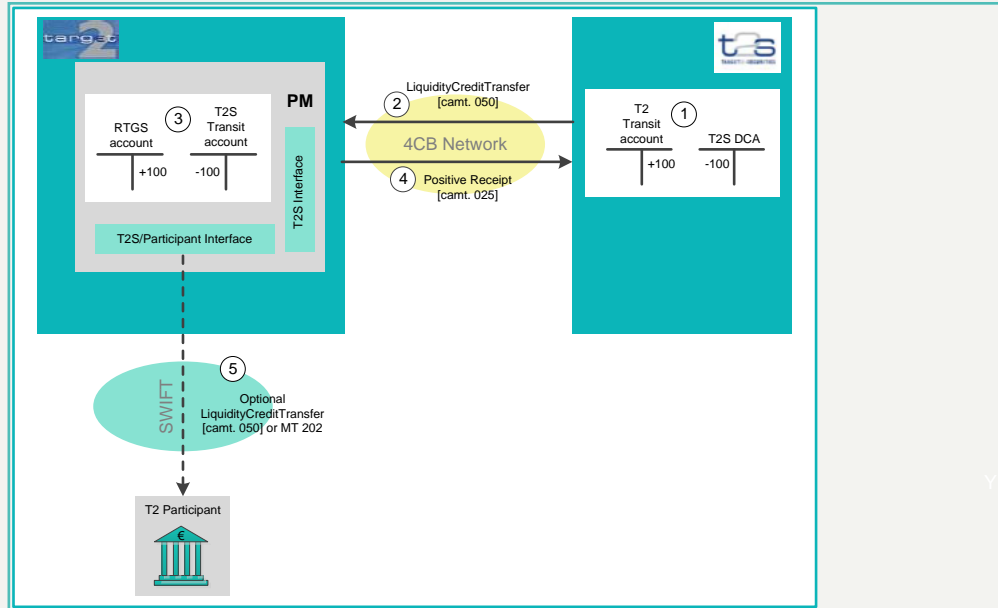 target
2
PM
3
RTGS
account
T2S
Transit
account
+100
-100
T2S Interface
T2S/Participant Interface
LiquidityCreditTransfer
2
[camt. 050]
4CB Network
4
Positive Receipt
[camt. 025]
t2s
T2
Transit
account
1
T2S DCA
+100
-100
5
SWIFT
Optional
LiquidityCreditTransfer
[camt. 050] or MT 202
T2 Participant
€
Y